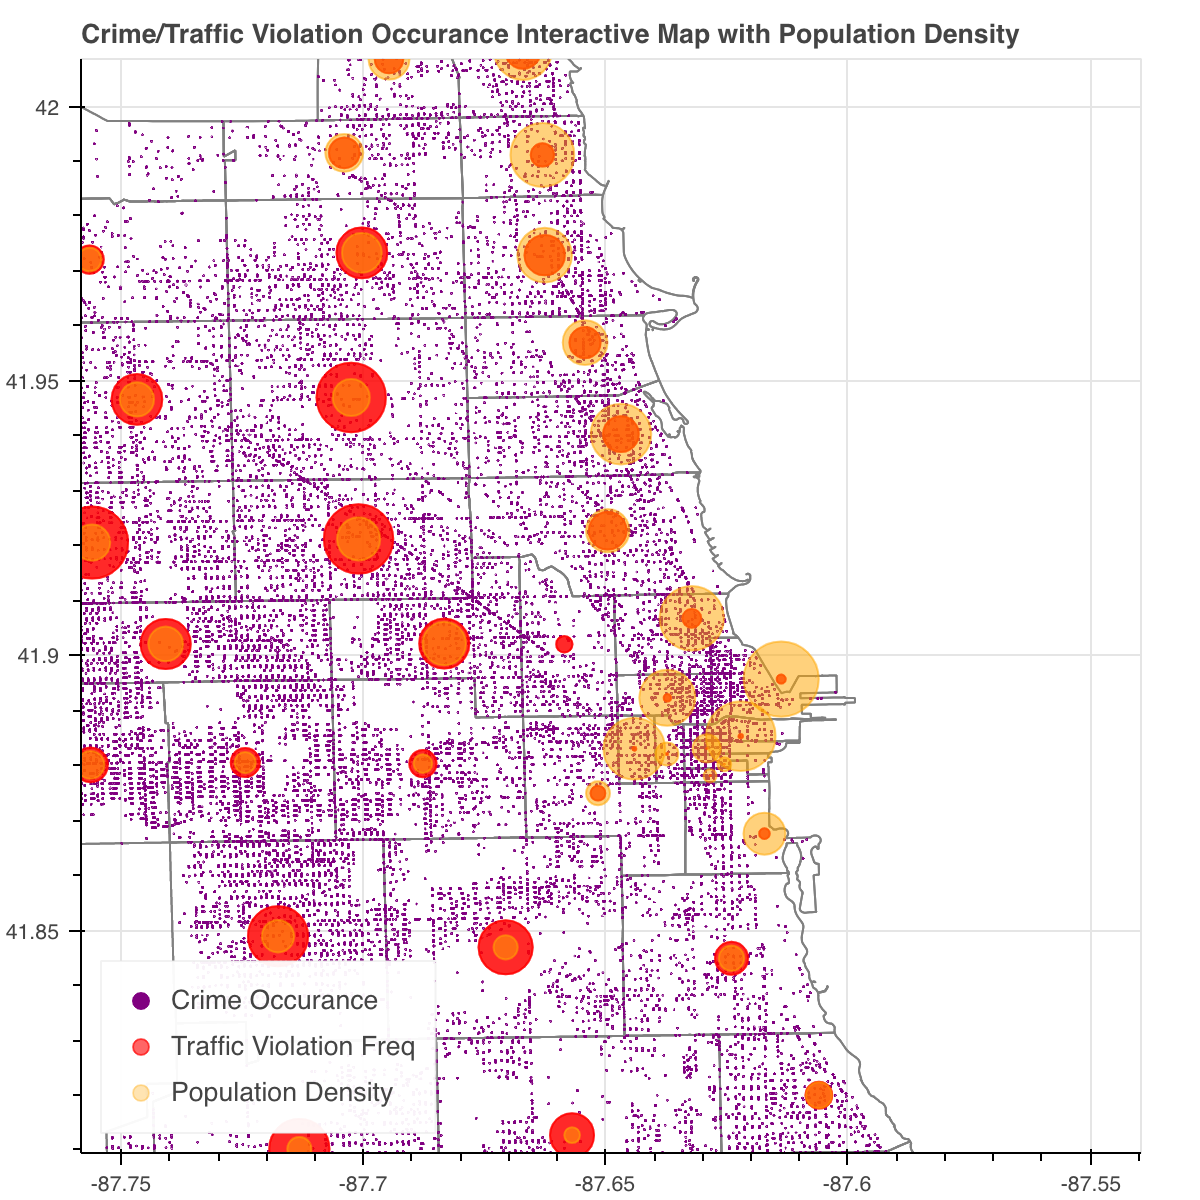 Crime/Traffic Violation Occurance Interactive Map with Population Density
42
41.95
41.9
41.85
Crime Occurance
Traffic Violation Freq
Population Density
-87.75
-87.7
-87.65
-87.6
-87.55